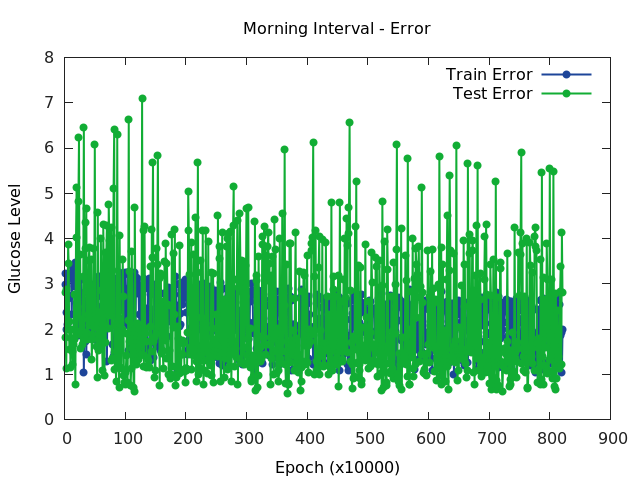 Morning Interval - Error
Glucose Level
8
7
6
5
4
3
2
1
0
Train Error
Test Error
0 100 200 300 400 500 600 700 800 900
Epoch (x10000)